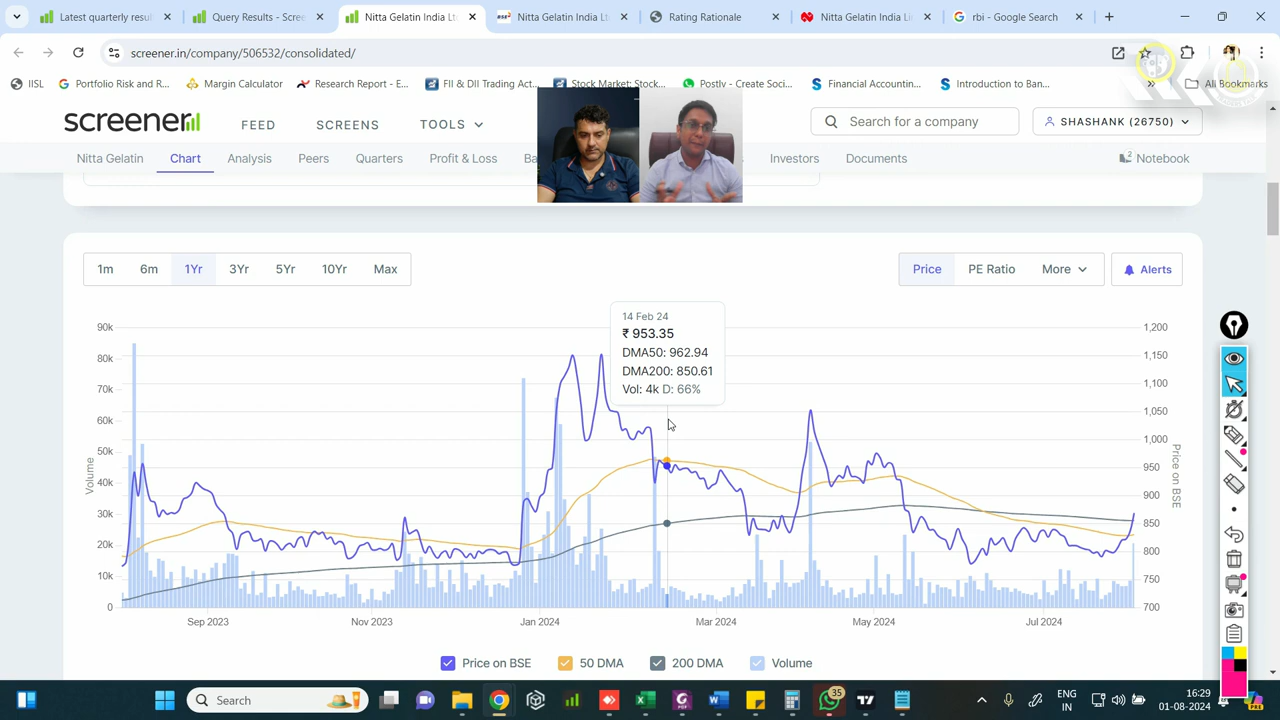 Latest quarterly resul
Query Results - Scree
Nitta Gelatin India Lt
Nitta Gelatin India Lt
Rating Rationale
Nitta Gelatin India Li
rbi - Google Search
screener.in/company/506532/consolidated/
IISL
Portfolio Risk and R...
Margin Calculator
Research Report - E...
FII & DII Trading Act...
Stock Market: Stock...
Postly - Create Soci...
Financial Accountin...
Introduction to Ban...
All Bookmarks
screener
FEED
SCREENS
TOOLS
Search for a company
SHASHANK (26750)
Nitta Gelatin
Chart
Analysis
Peers
Quarters
Profit & Loss
Investors
Documents
2
Notebook
1m
6m
1Yr
3Yr
5Yr
10Yr
Max
Price
PE Ratio
More
Alerts
14 Feb 24
₹ 953.35
DMA50: 962.94
DMA200: 850.61
Vol: 4k D: 66%
90k
80k
70k
60k
50k
40k
30k
20k
10k
0
Volume
1,200
1,150
1,100
1,050
1,000
950
900
850
800
750
700
Price on BSE
Sep 2023
Nov 2023
Jan 2024
Mar 2024
May 2024
Jul 2024
Price on BSE
50 DMA
200 DMA
Volume
Search
35
ENG
IN
16:29
01-08-2024